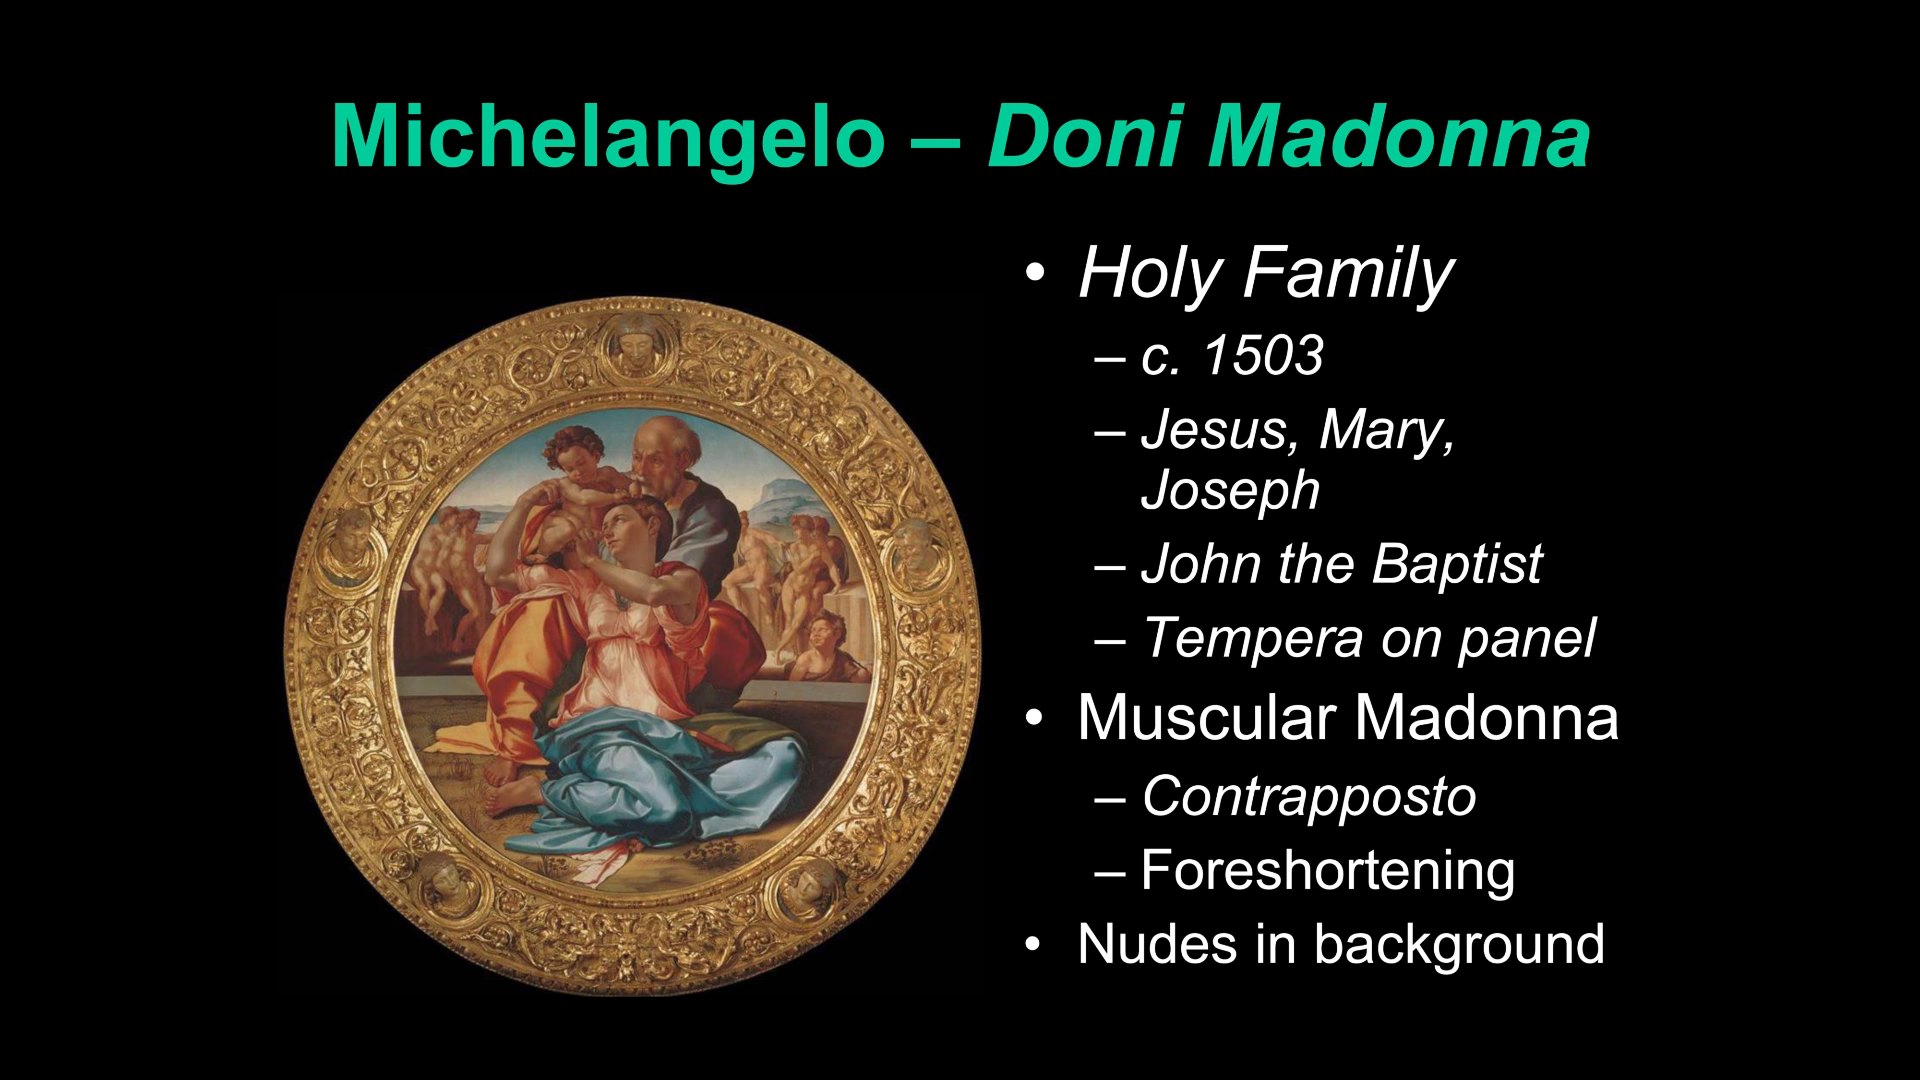 Michelangelo – Doni Madonna
• Holy Family
– c. 1503
– Jesus, Mary,
Joseph
– John the Baptist
– Tempera on panel
• Muscular Madonna
– Contrapposto
– Foreshortening
• Nudes in background